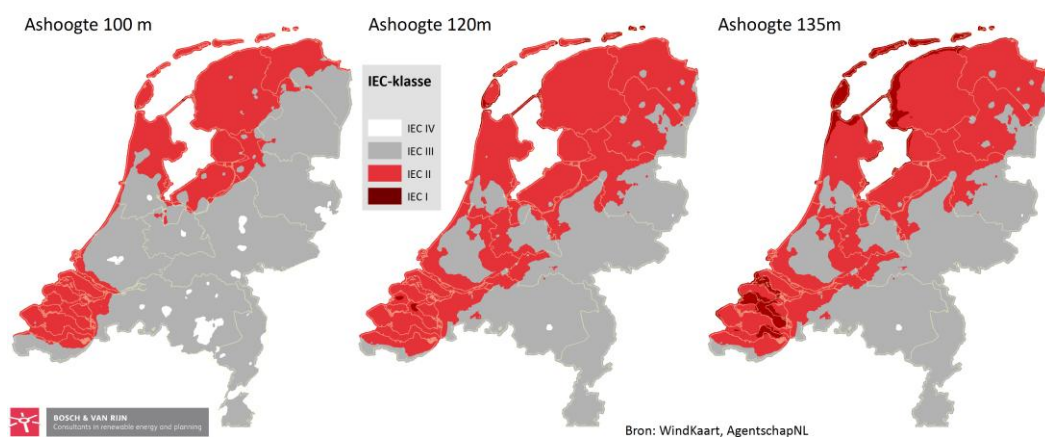 Ashoogte 100 m
Ashoogte 120m
Ashoogte 135m
IEC-klasse
IEC IV
IEC III
IEC II
IEC I
BOSCH & VAN RIJN
Consultants in renewable energy and planning
Bron: WindKaart, AgentschapNL